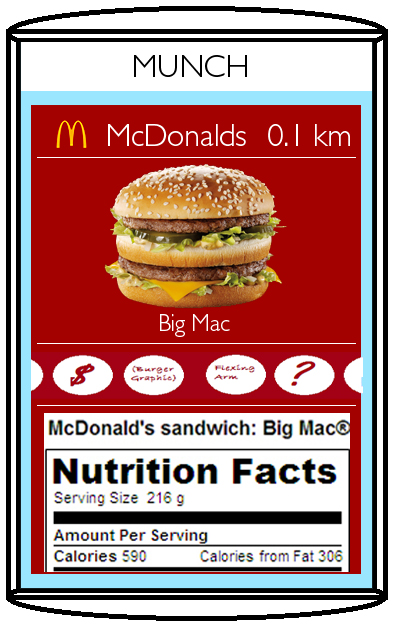 MUNCH
McDonalds 0.1 km
Big Mac
$ (Burger Graphic) Flexing Arm ?
McDonald's sandwich: Big Mac®
Nutrition Facts
Serving Size 216 g
Amount Per Serving
Calories 590 Calories from Fat 306